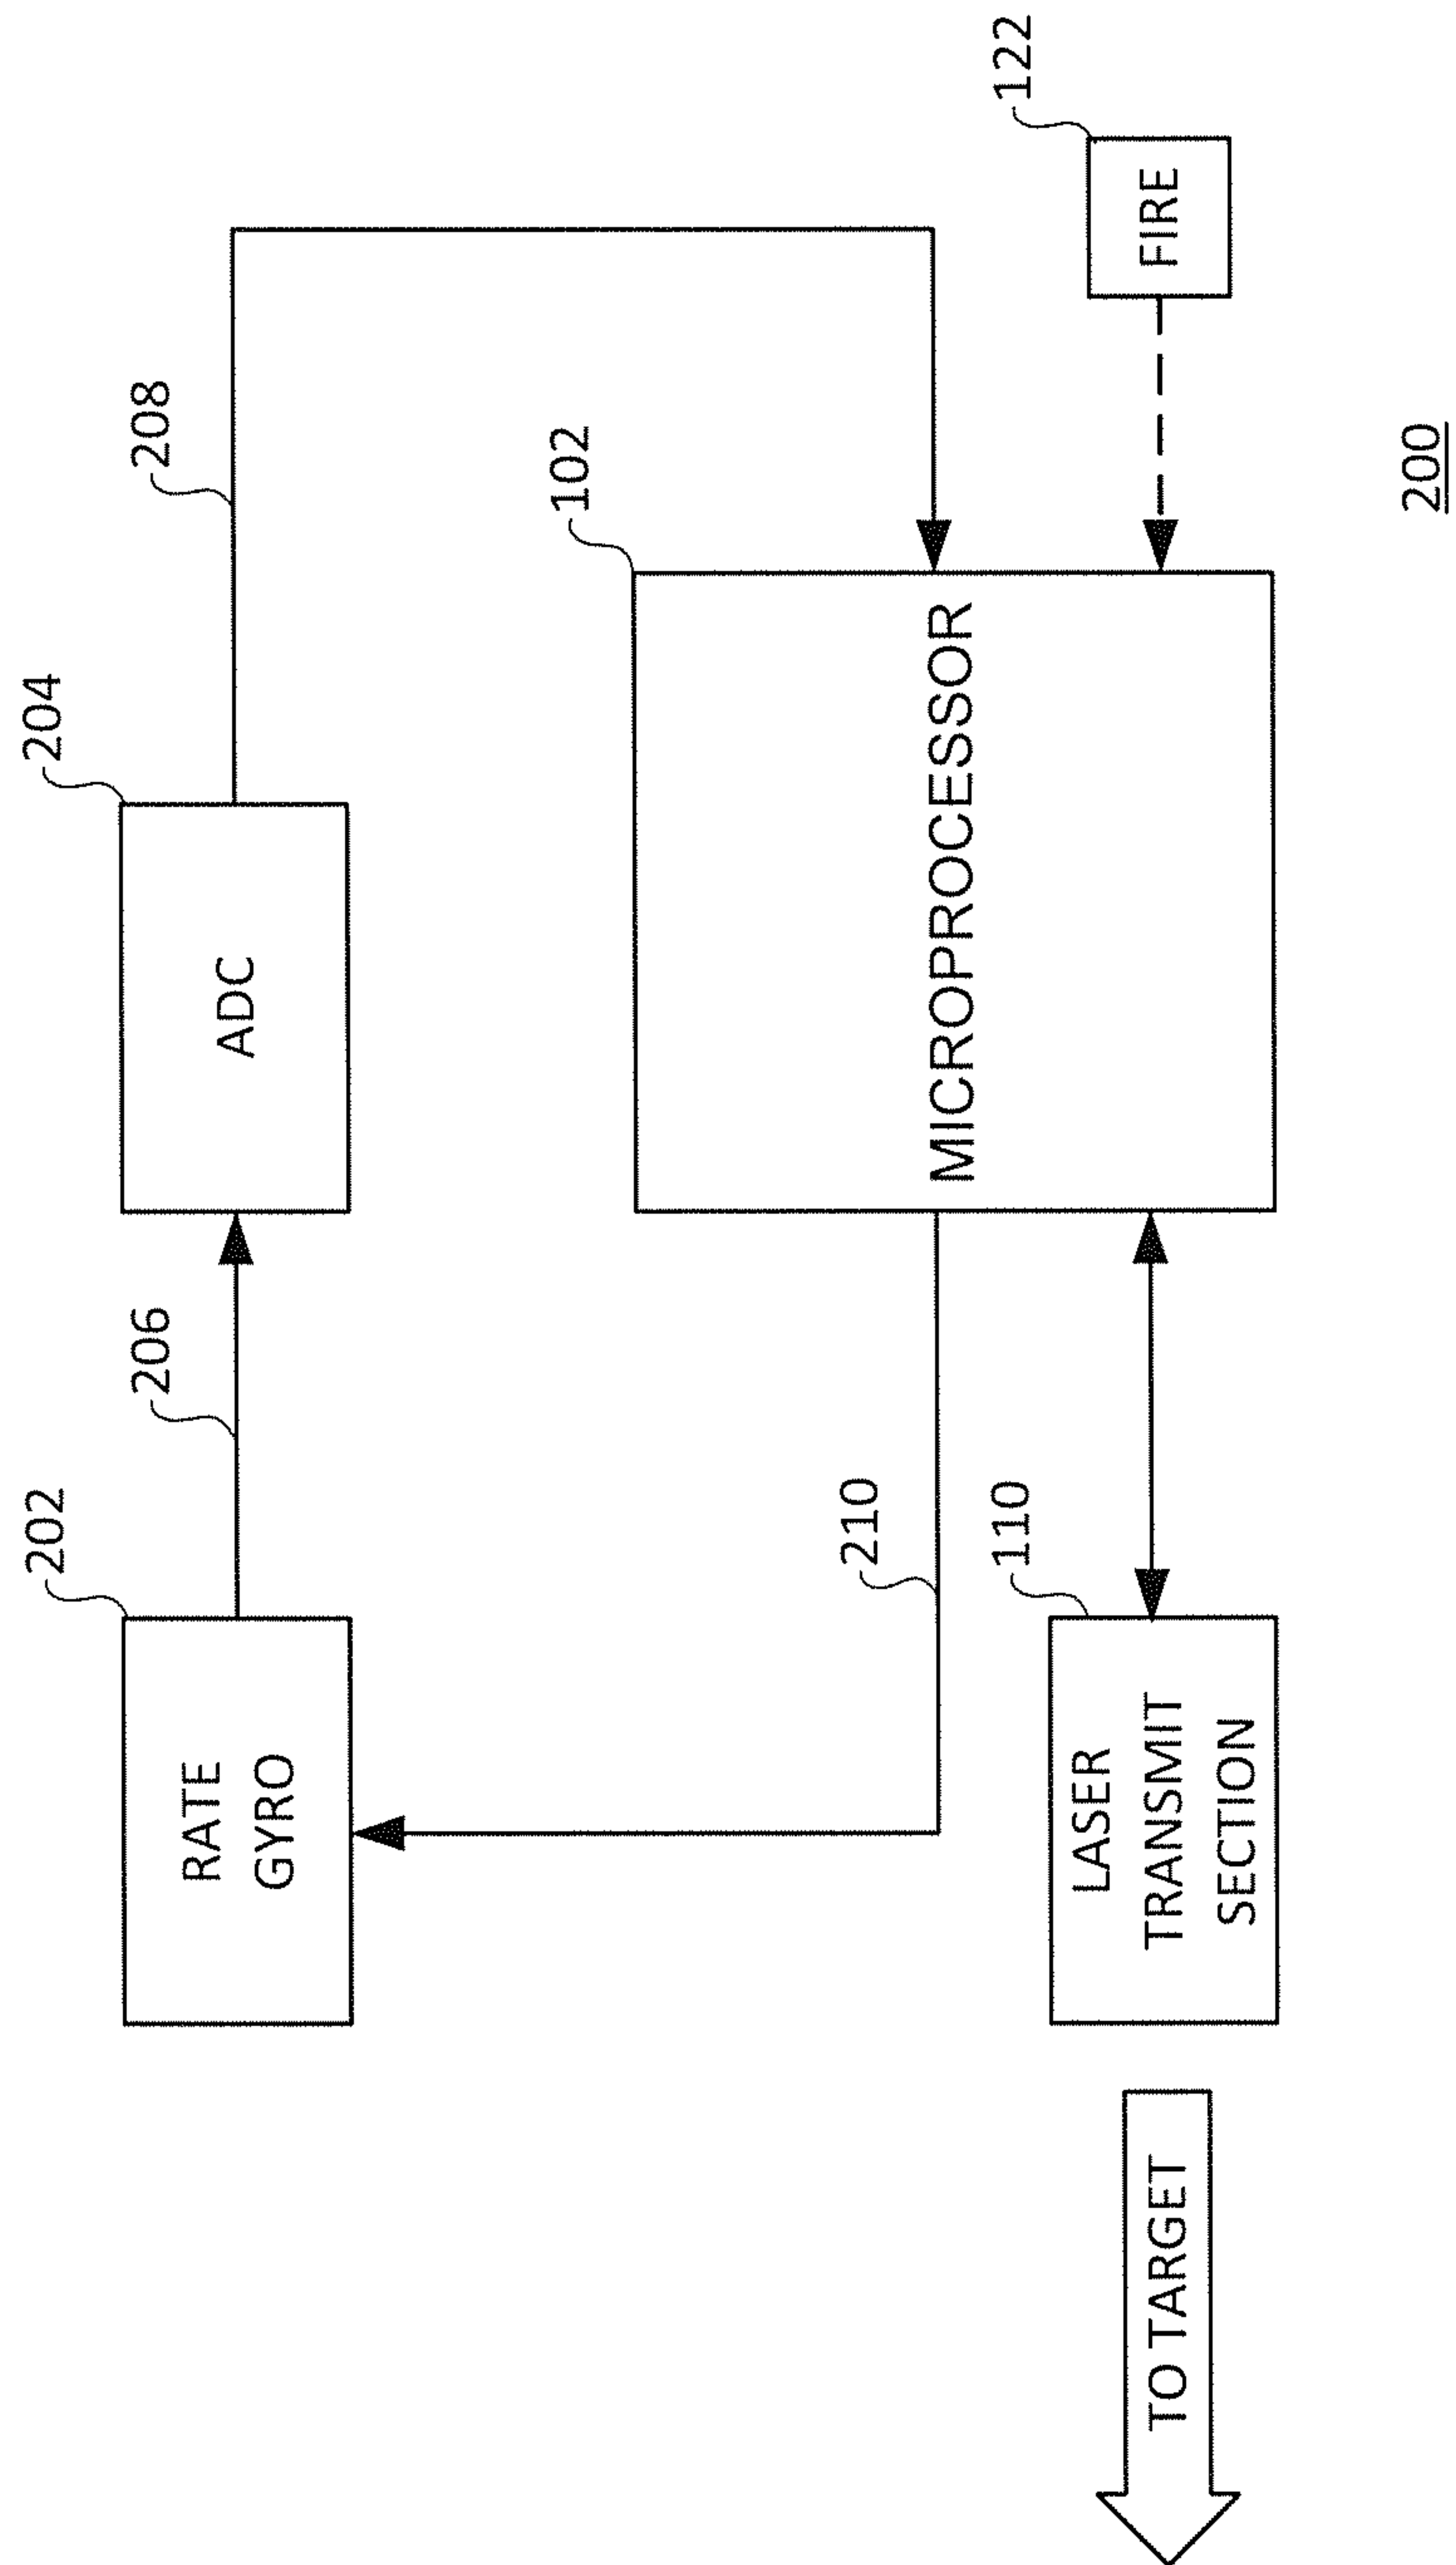 202
RATE
GYRO
206
204
ADC
208
210
102
MICROPROCESSOR
110
LASER
TRANSMIT
SECTION
122
FIRE
TO TARGET
200